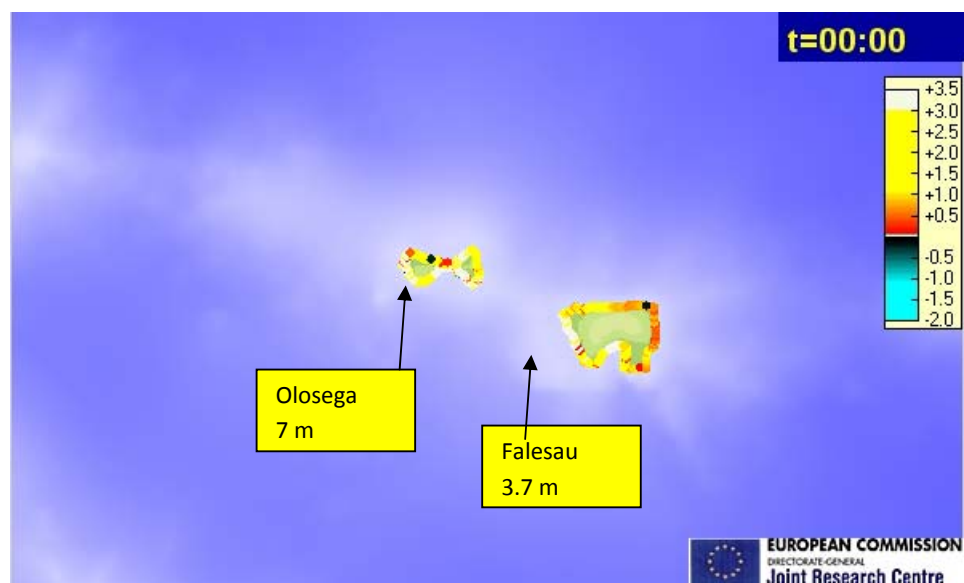 t=00:00
+3.5
+3.0
+2.5
+2.0
+1.5
+1.0
+0.5
-0.5
-1.0
-1.5
-2.0
Olosega
7 m
Falesau
3.7 m
EUROPEAN COMMISSION
DIRECTORATE-GENERAL
Joint Research Centre